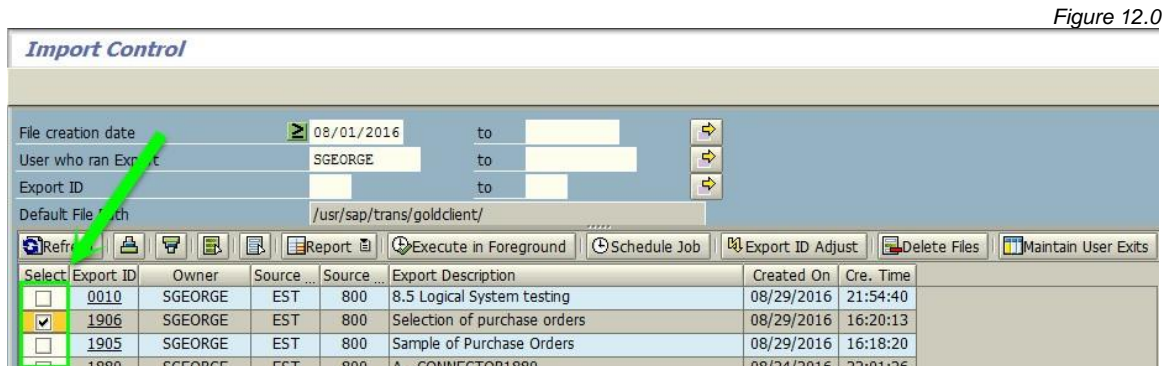 Figure 12.0
Import Control
File creation date ≥ 08/01/2016 to
User who ran Export SGEORGE to
Export ID to
Default File Path /usr/sap/trans/goldclient/
Refresh Report Execute in Foreground Schedule Job Export ID Adjust Delete Files Maintain User Exits
Select Export ID Owner Source ... Source ... Export Description Created On Cre. Time
0010 SGEORGE EST 800 8.5 Logical System testing 08/29/2016 21:54:40
1906 SGEORGE EST 800 Selection of purchase orders 08/29/2016 16:20:13
1905 SGEORGE EST 800 Sample of Purchase Orders 08/29/2016 16:18:20
SGEORGE EST 800